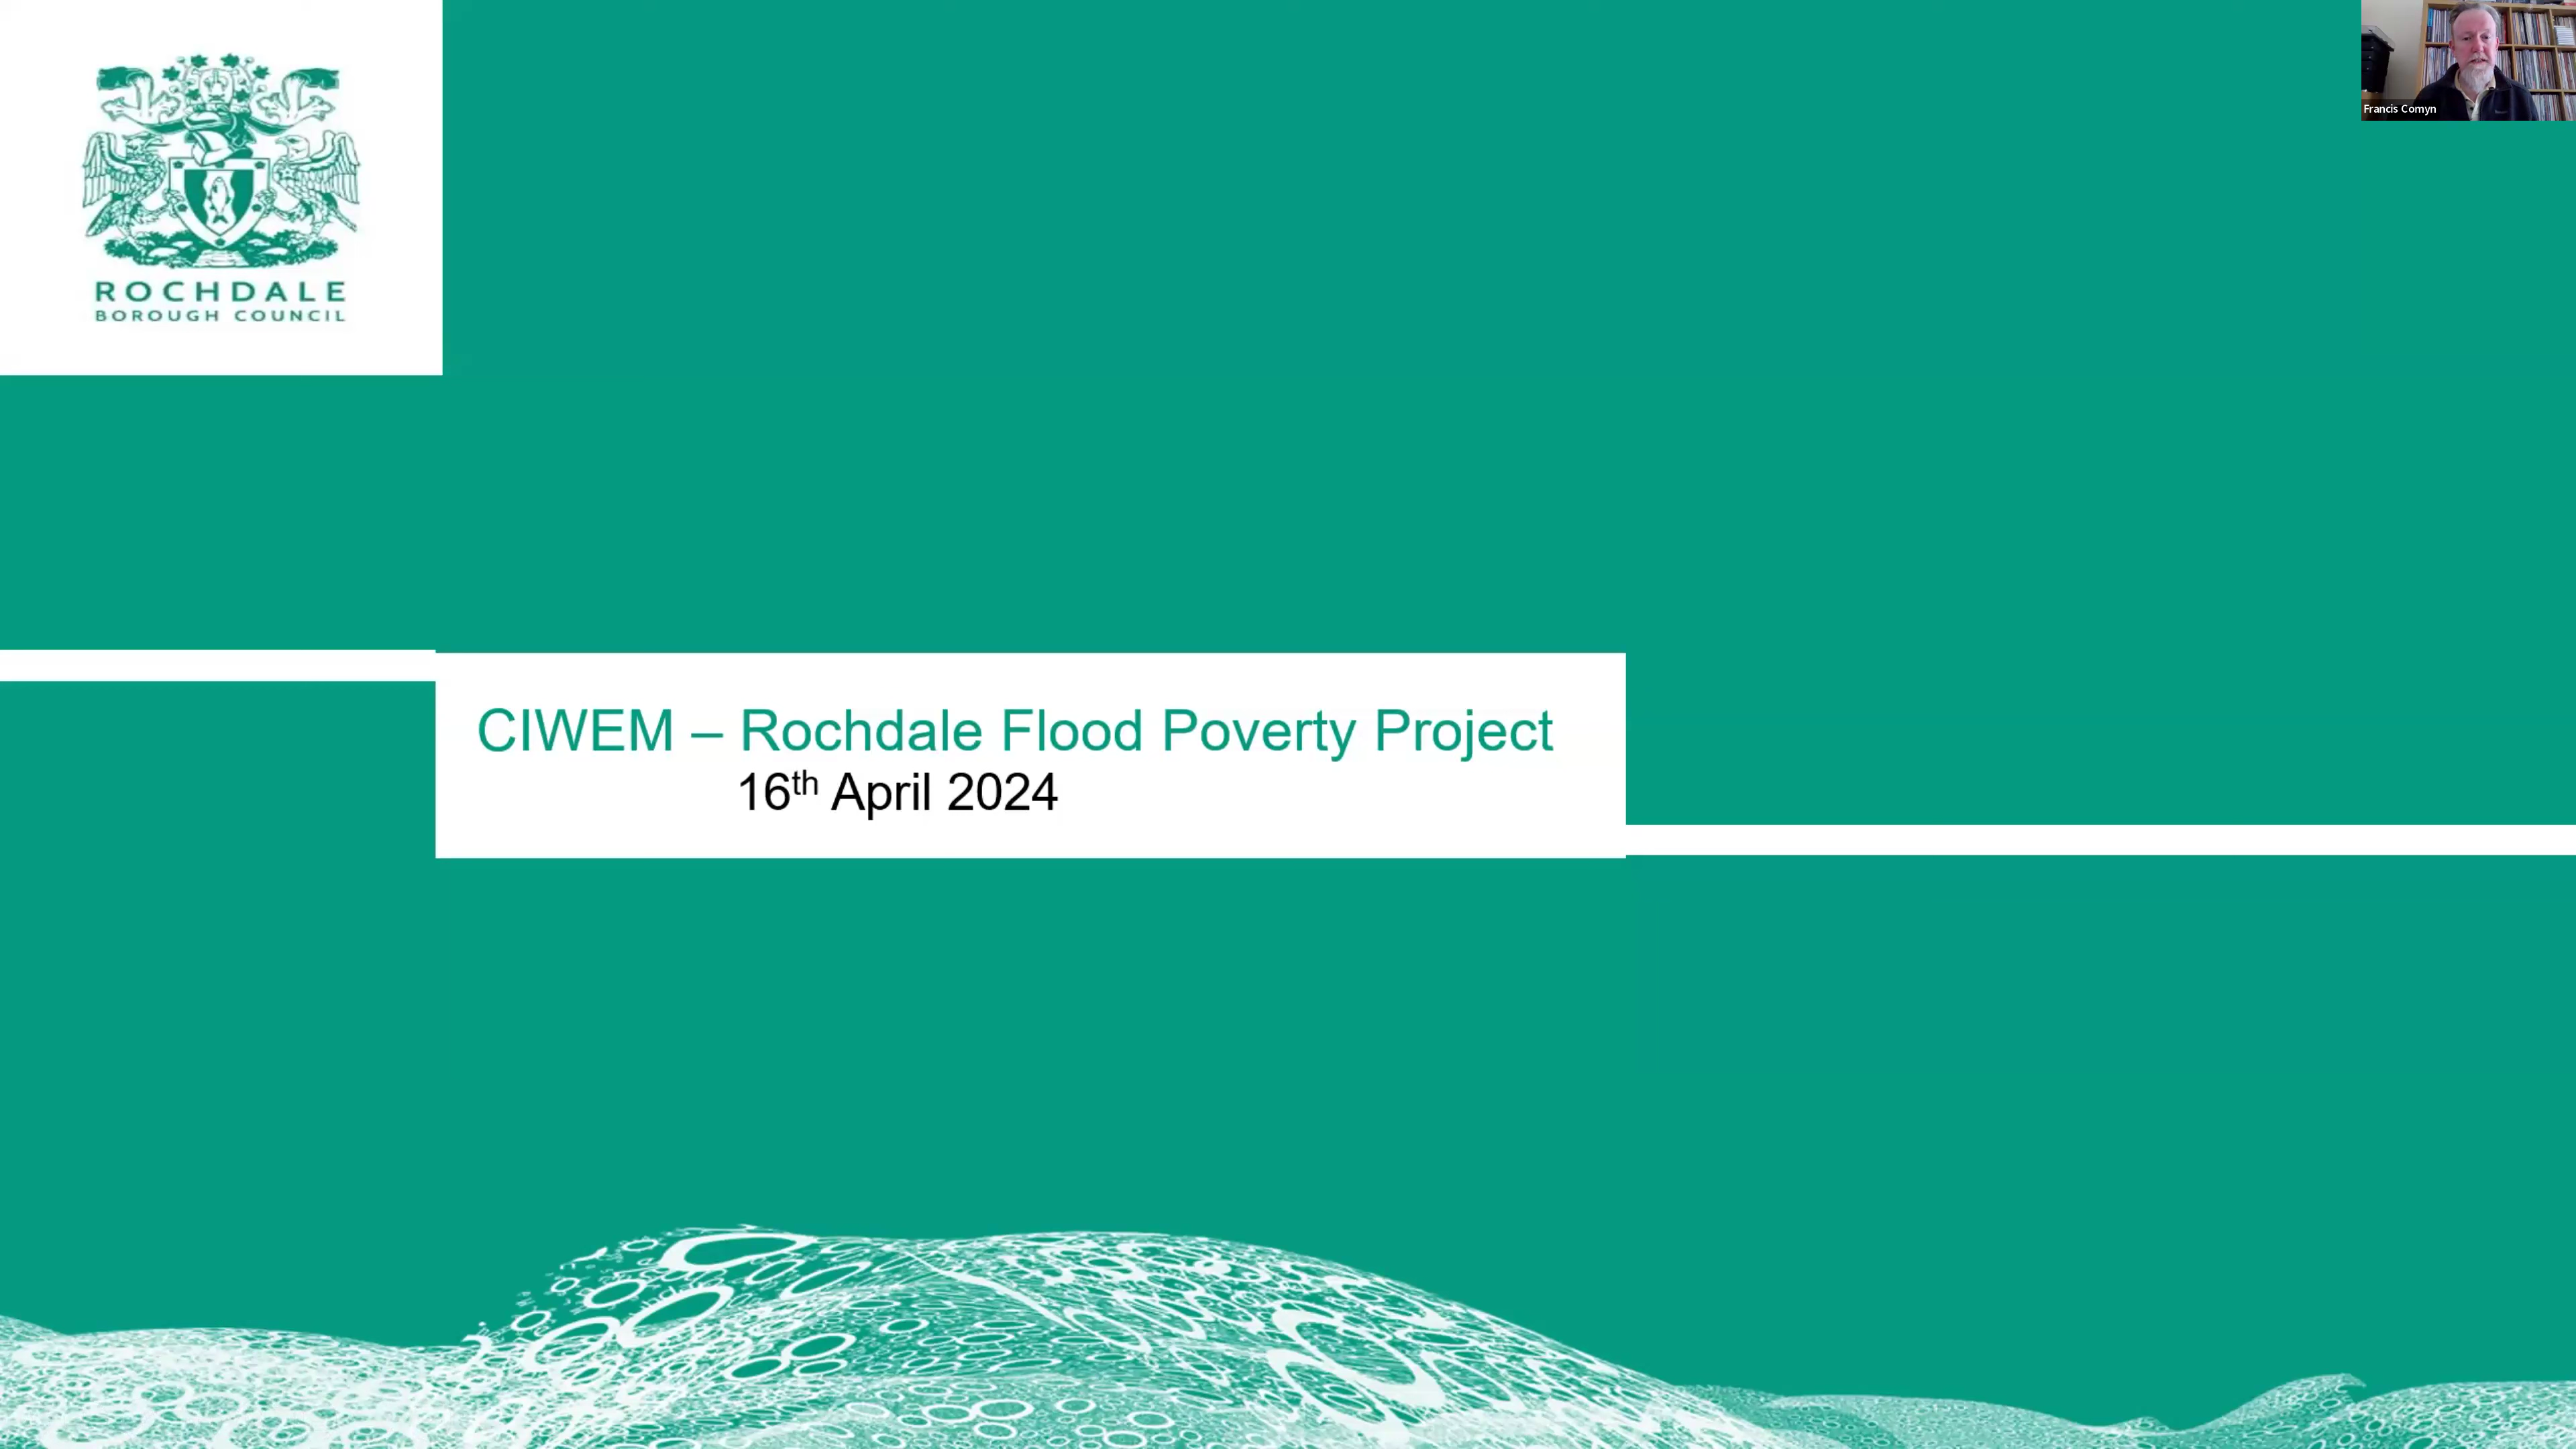 ROCHDALE
BOROUGH COUNCIL
Francis Comyn
CIWEM – Rochdale Flood Poverty Project
16th April 2024